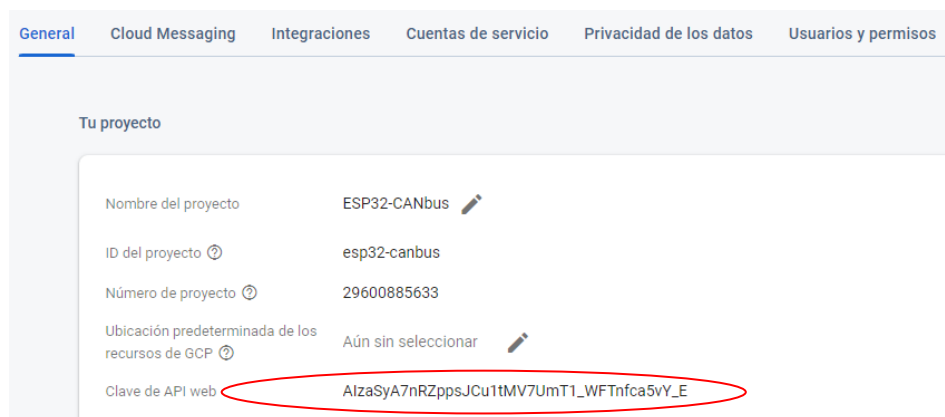 General Cloud Messaging Integraciones Cuentas de servicio Privacidad de los datos Usuarios y permisos
Tu proyecto
Nombre del proyecto ESP32-CANbus
ID del proyecto esp32-canbus
Número de proyecto 29600885633
Ubicación predeterminada de los
recursos de GCP Aún sin seleccionar
Clave de API web AIzaSyA7nRZppsJCu1tMV7UmT1_WFTnfca5vY_E